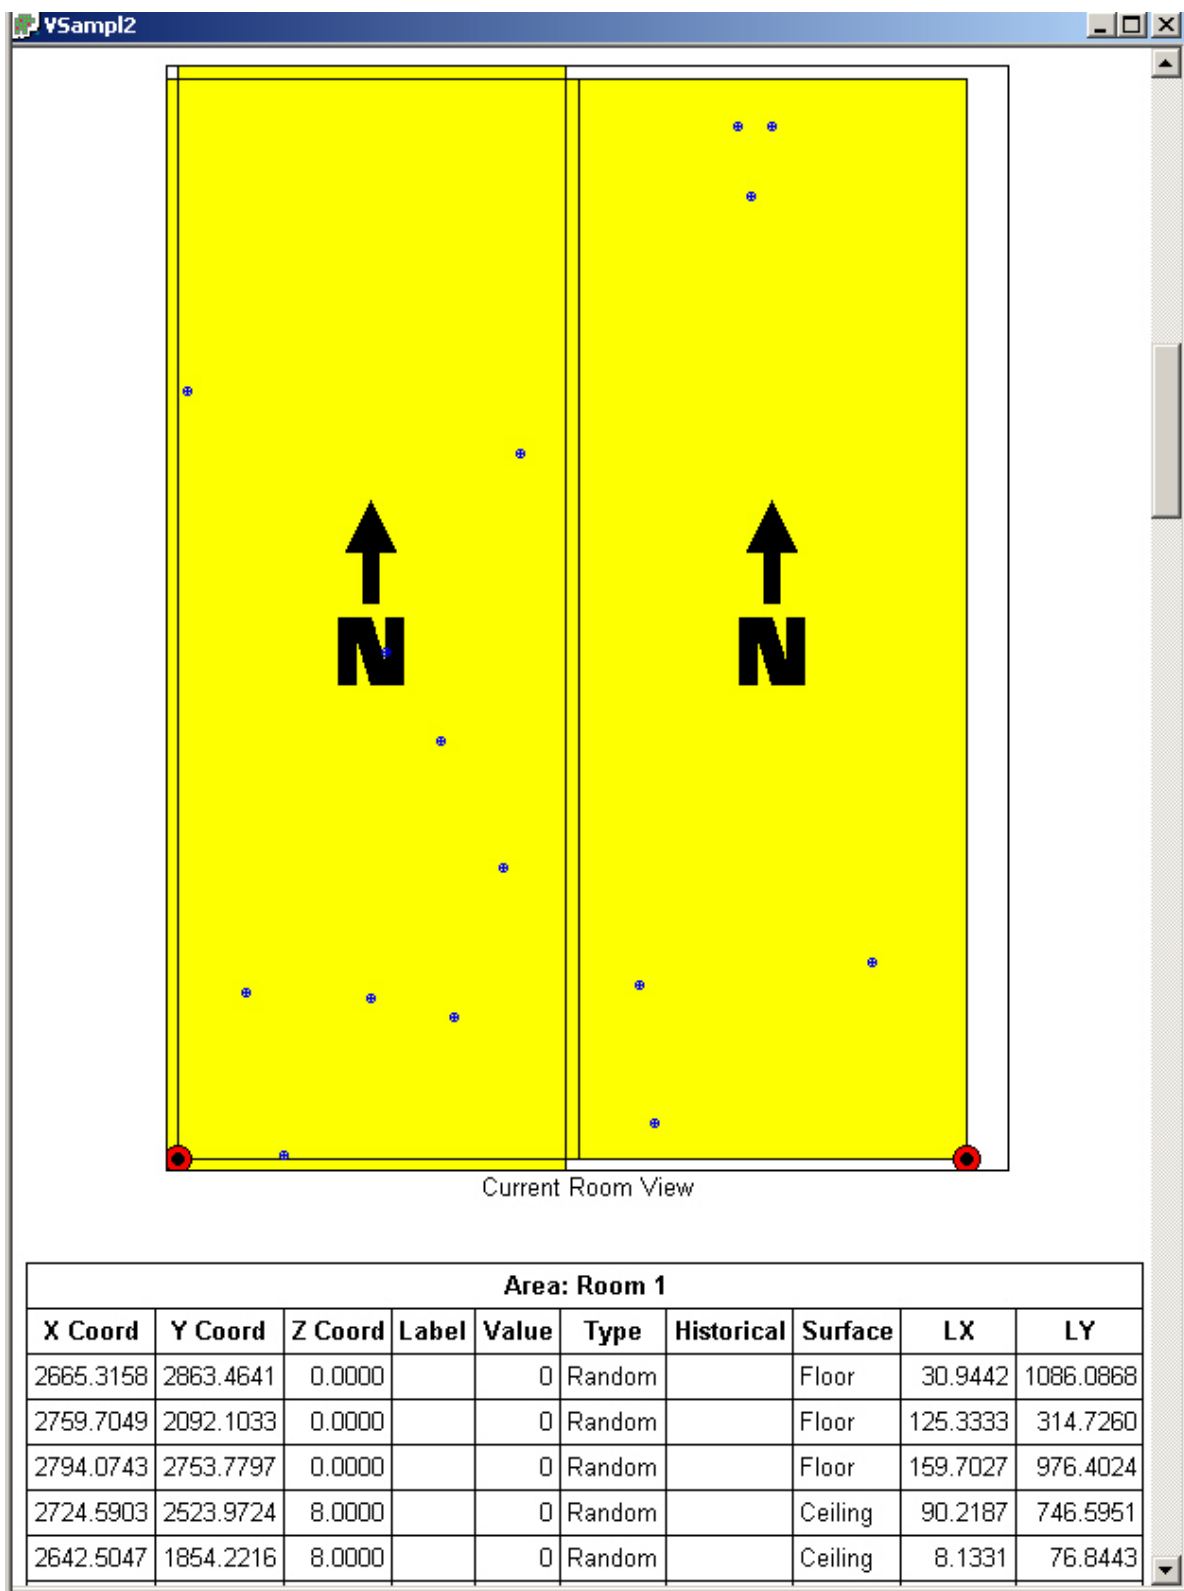 VSampl2
N N
Current Room View
Area: Room 1
X Coord Y Coord Z Coord Label Value Type Historical Surface LX LY
2665.3158 2863.4641 0.0000 0 Random Floor 30.9442 1086.0868
2759.7049 2092.1033 0.0000 0 Random Floor 125.3333 314.7260
2794.0743 2753.7797 0.0000 0 Random Floor 159.7027 976.4024
2724.5903 2523.9724 8.0000 0 Random Ceiling 90.2187 746.5951
2642.5047 1854.2216 8.0000 0 Random Ceiling 8.1331 76.8443